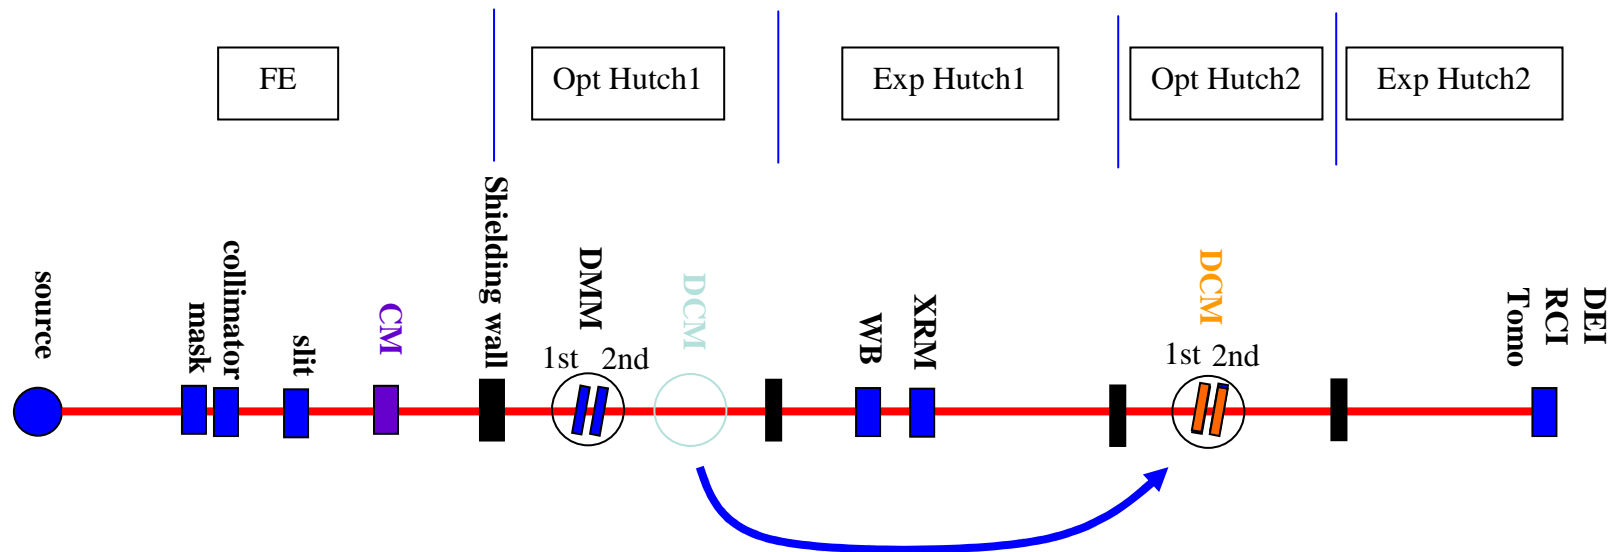 FE
Opt Hutch1
Exp Hutch1
Opt Hutch2
Exp Hutch2
source
mask
collimator
slit
CM
Shielding wall
DMM
1st 2nd
DCM
WB
XRM
DCM
1st 2nd
DEI
RCI
Tomo